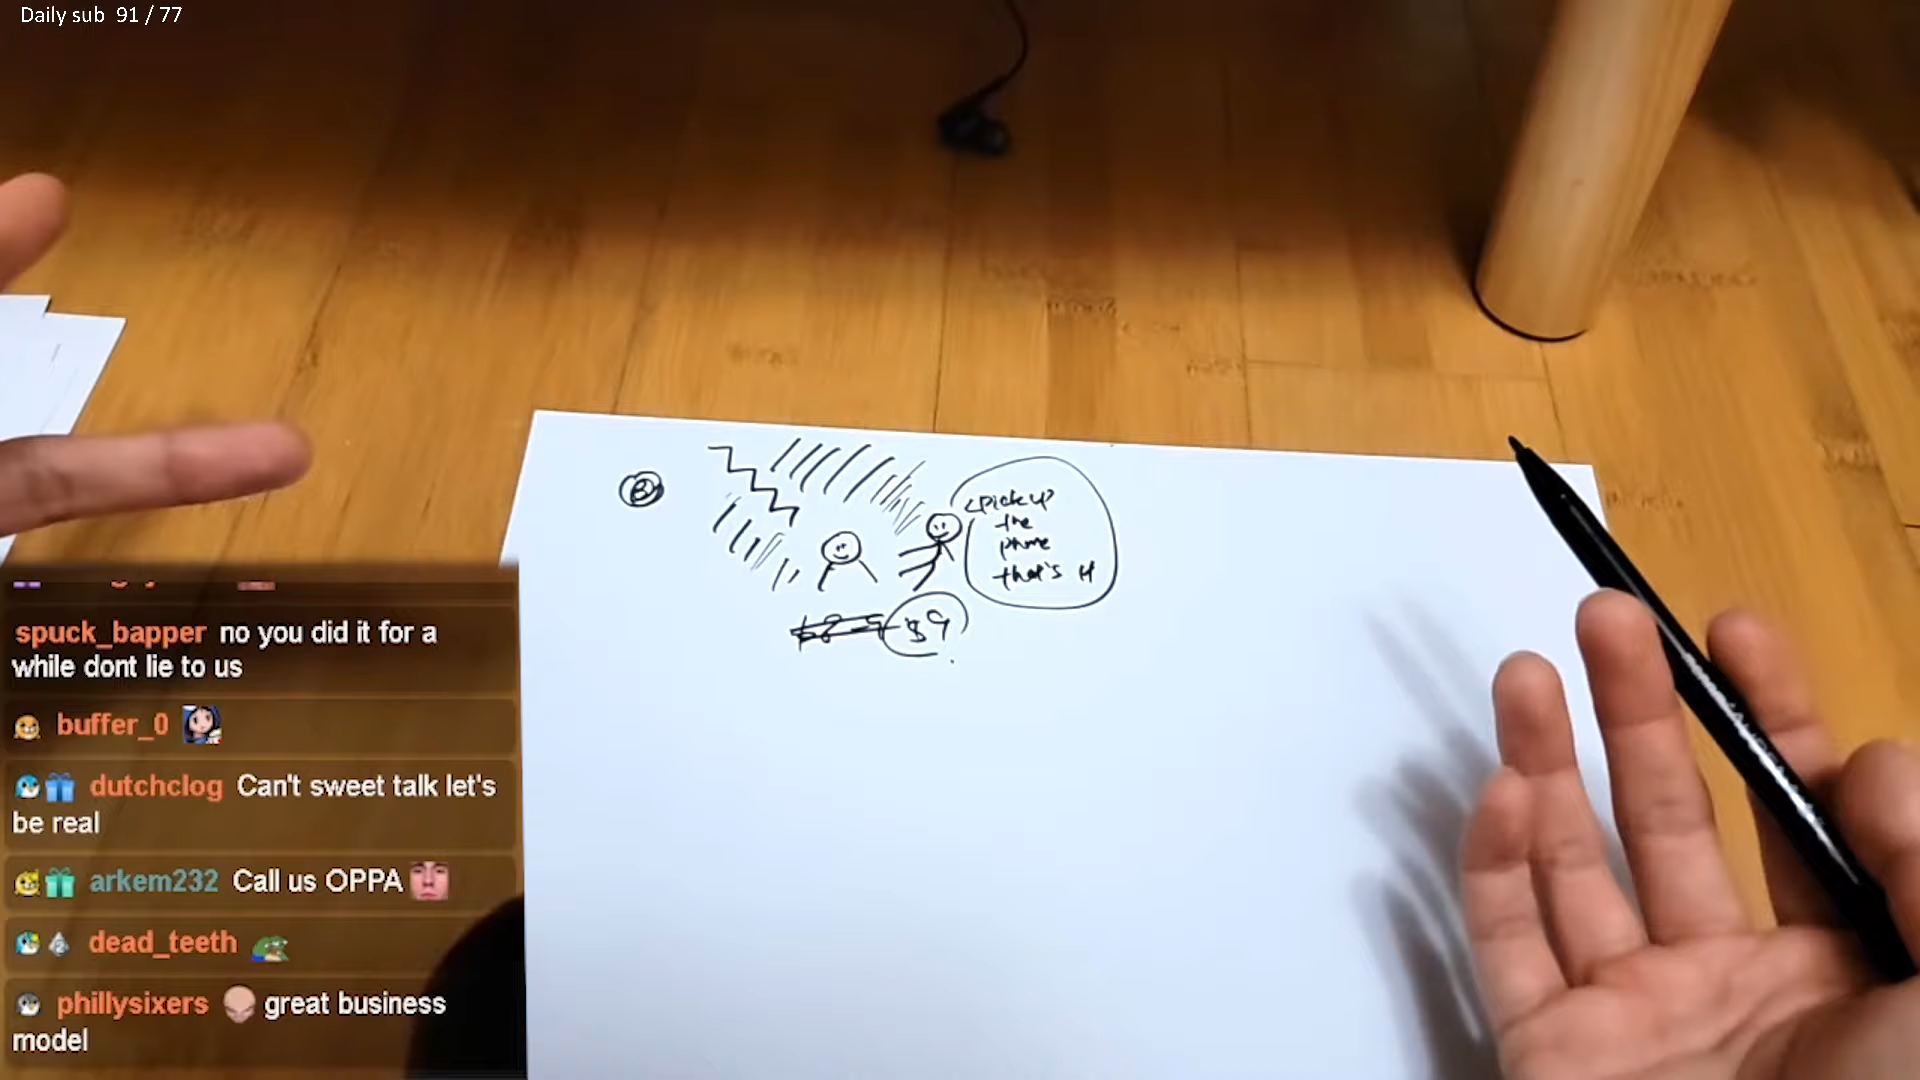 Daily sub 91 / 77
B
pick up
the
phone
that's it
$9
spuck_bapper no you did it for a
while dont lie to us
buffer_0
dutchclog Can't sweet talk let's
be real
arkem232 Call us OPPA
dead_teeth
phillysixers great business
model